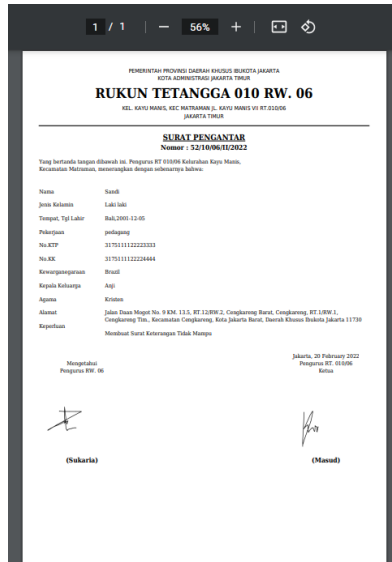 1 / 1 — 56% +
PEMERINTAH PROVINSI DAERAH KHUSUS IBUKOTA JAKARTA
KOTA ADMINISTRASI JAKARTA TIMUR
RUKUN TETANGGA 010 RW. 06
KEL. KAYU MANIS, KEC MATRAMAN JL. KAYU MANIS VII RT.010/06
JAKARTA TIMUR
SURAT PENGANTAR
Nomor : 52/10/06/II/2022
Yang bertanda tangan dibawah ini. Pengurus RT 010/06 Kelurahan Kayu Manis,
Kecamatan Matraman, menerangkan dengan sebenarnya bahwa:
Nama Sandi
Jenis Kelamin Laki laki
Tempat, Tgl Lahir Bali,2001-12-05
Pekerjaan pedagang
No.KTP 3175111122223333
No.KK 3175111122224444
Kewarganegaraan Brazil
Kepala Keluarga Anji
Agama Kristen
Alamat Jalan Daan Mogot No. 9 KM. 13.5, RT.12/RW.2, Cengkareng Barat, Cengkareng, RT.1/RW.1,
Cengkareng Tim., Kecamatan Cengkareng, Kota Jakarta Barat, Daerah Khusus Ibukota Jakarta 11730
Keperluan
Membuat Surat Keterangan Tidak Mampu
Jakarta, 20 February 2022
Mengetahui Pengurus RT. 010/06
Pengurus RW. 06 Ketua
(Sukaria) (Masud)